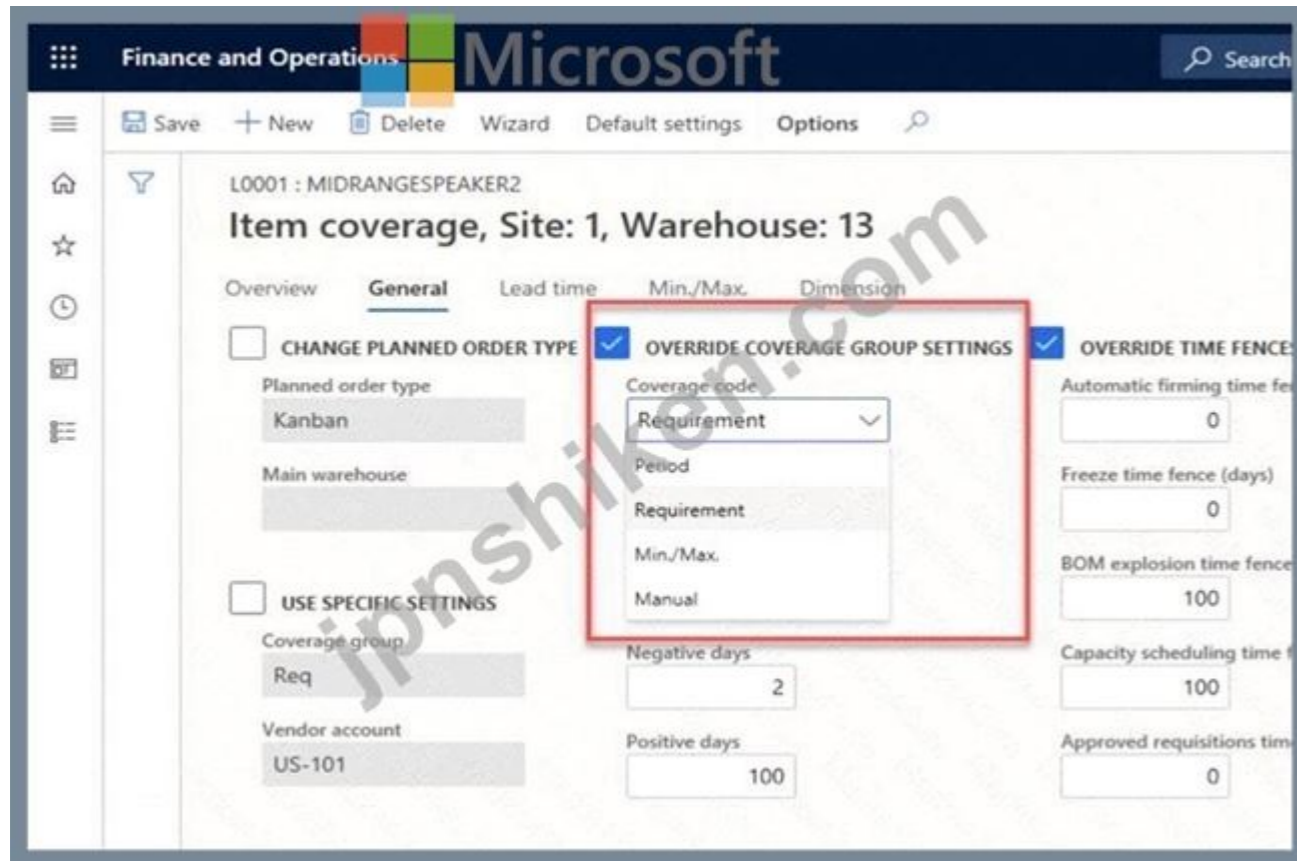 Microsoft
Finance and Operations
Search
Save
New
Delete
Wizard
Default settings
Options
L0001 : MIDRANGESPEAKER2
Item coverage, Site: 1, Warehouse: 13
Overview
General
Lead time
Min./Max.
Dimension
CHANGE PLANNED ORDER TYPE
Planned order type
Kanban
Main warehouse
USE SPECIFIC SETTINGS
Coverage group
Req
Vendor account
US-101
OVERRIDE COVERAGE GROUP SETTINGS
Coverage code
Requirement
Period
Requirement
Min./Max.
Manual
Negative days
2
Positive days
100
OVERRIDE TIME FENCE
Automatic firming time
0
Freeze time fence (days)
0
BOM explosion time fence
100
Capacity scheduling time
100
Approved requisitions
0
jpnshiken.com